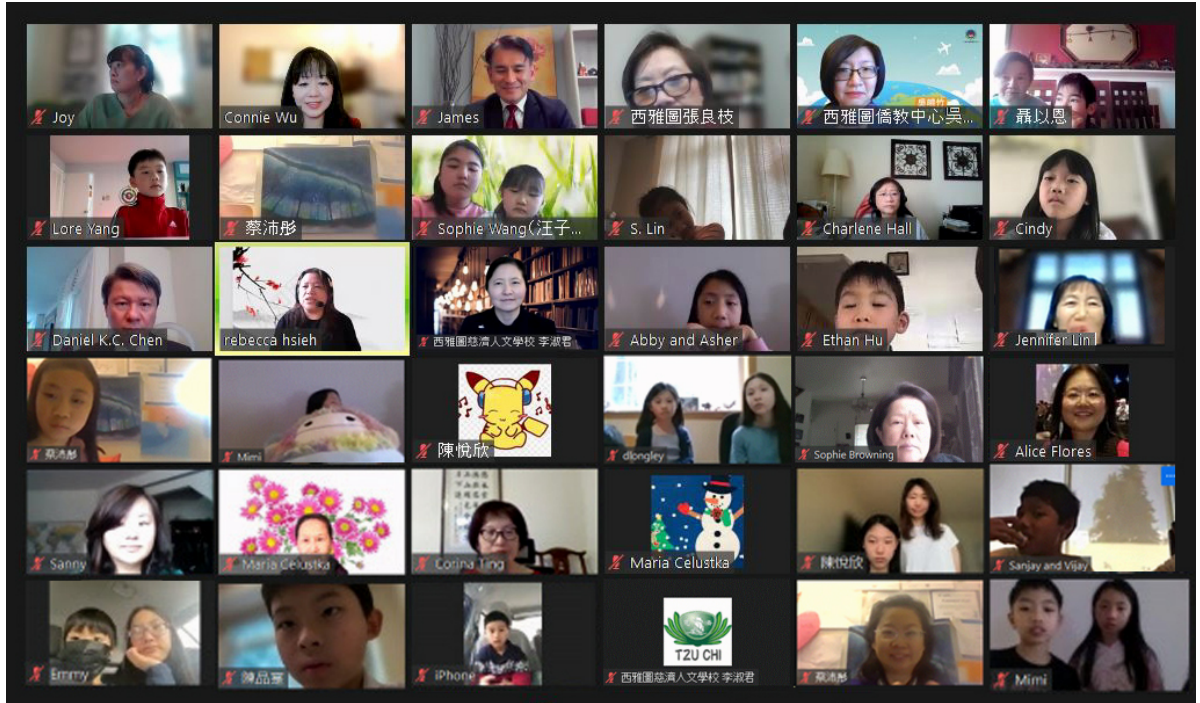 Joy
Connie Wu
James
西雅圖張良枝
西雅圖僑教中心吳...
聶以恩
Lore Yang
蔡沛彤
Sophie Wang(汪子...
S. Lin
Charlene Hall
Cindy
Daniel K.C. Chen
rebecca hsieh
西雅圖慈濟人文學校 李淑君
Abby and Asher
Ethan Hu
Jennifer Lin
蔡沛彤
Mimi
陳悅欣
dlongley
Sophie Browning
Alice Flores
Sanny
Maria Celustka
Corina Ting
Maria Celustka
陳悅欣
Sanjay and Vijay
Emmy
陳品寧
iPhone
TZU CHI
西雅圖慈濟人文學校 李淑君
蔡沛彤
Mimi